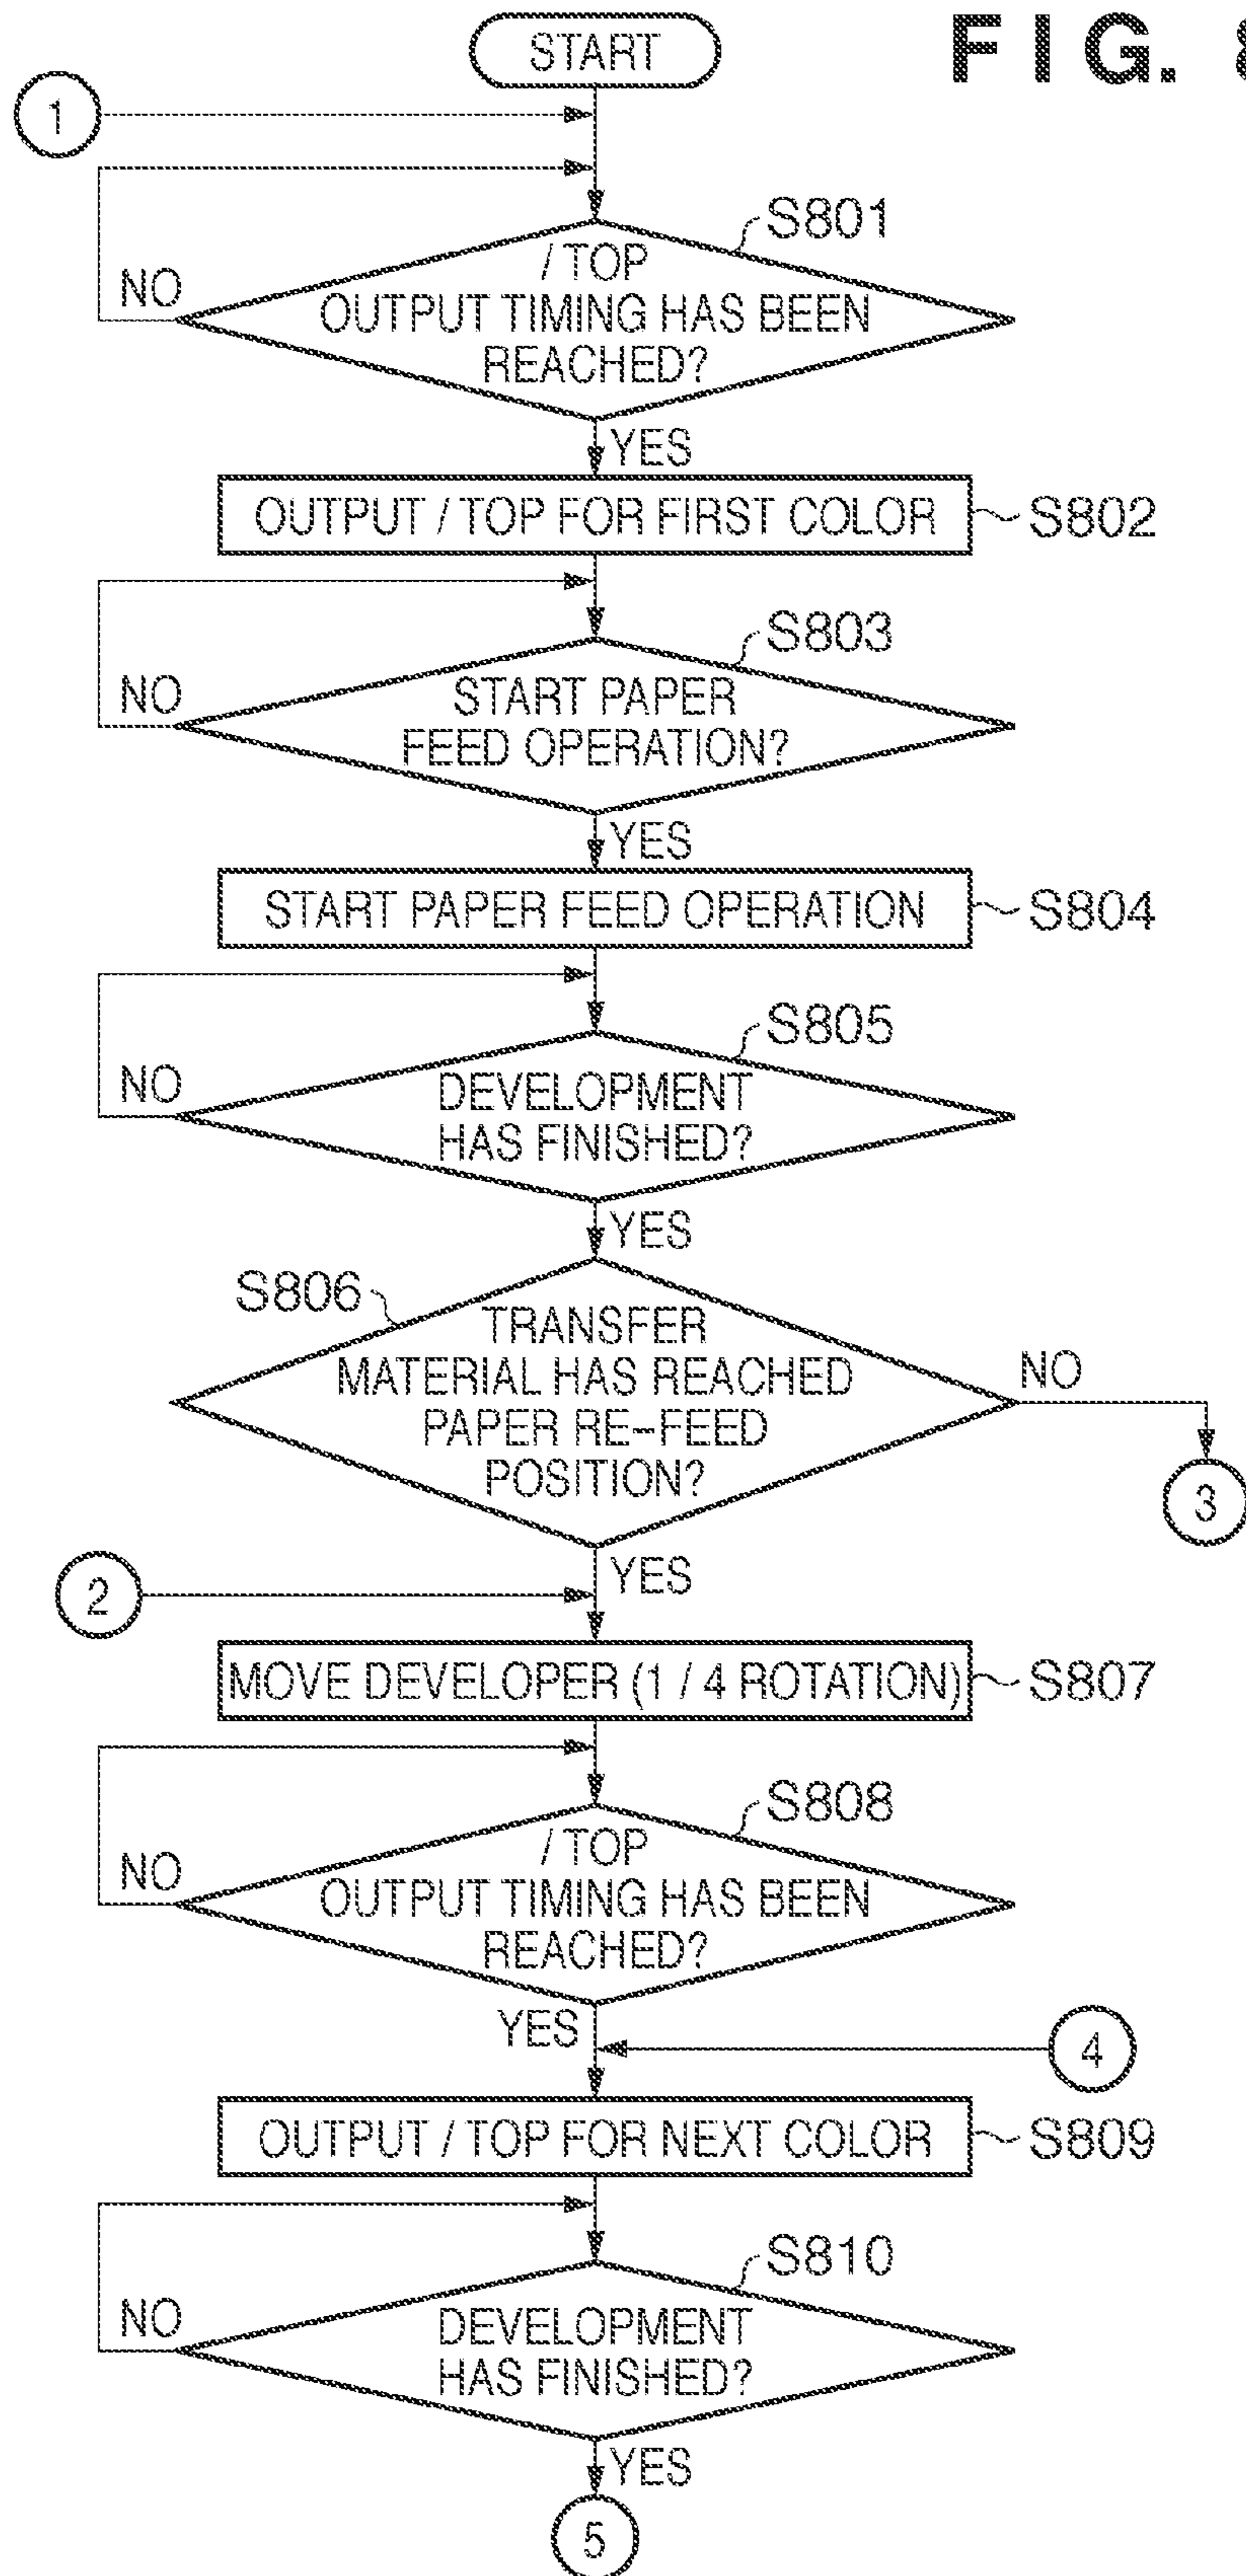 START
FIG. 8
1
S801
NO
/ TOP
OUTPUT TIMING HAS BEEN
REACHED?
YES
OUTPUT / TOP FOR FIRST COLOR
S802
S803
NO
START PAPER
FEED OPERATION?
YES
START PAPER FEED OPERATION
S804
S805
NO
DEVELOPMENT
HAS FINISHED?
YES
S806
TRANSFER
MATERIAL HAS REACHED
PAPER RE-FEED
POSITION?
NO
3
YES
2
MOVE DEVELOPER (1 / 4 ROTATION)
S807
S808
NO
/ TOP
OUTPUT TIMING HAS BEEN
REACHED?
YES
4
OUTPUT / TOP FOR NEXT COLOR
S809
S810
NO
DEVELOPMENT
HAS FINISHED?
YES
5